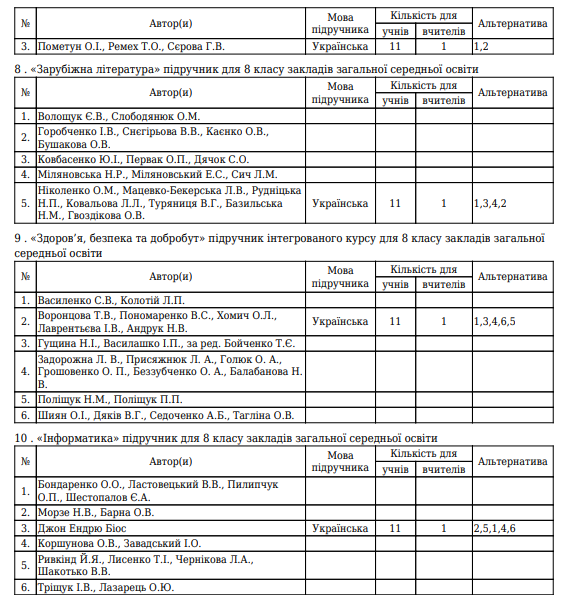 № Автор(и) Мова підручника Кількість для Альтернатива
учнів вчителів
3. Пометун О.І., Ремех Т.О., Сєрова Г.В. Українська 11 1 1,2
8 . «Зарубіжна література» підручник для 8 класу закладів загальної середньої освіти
№ Автор(и) Мова підручника Кількість для Альтернатива
учнів вчителів
1. Волощук Є.В., Слободянюк О.М.
2. Горобченко І.В., Снєгірьова В.В., Каєнко О.В.,
Бушакова О.В.
3. Ковбасенко Ю.І., Первак О.П., Дячок С.О.
4. Міляновська Н.Р., Міляновський Е.С., Сич Л.М.
5. Ніколенко О.М., Мацевко-Бекерська Л.В., Рудніцька
Н.П., Ковальова Л.Л., Туряниця В.Г., Базильська
Н.М., Гвоздікова О.В. Українська 11 1 1,3,4,2
9 . «Здоров’я, безпека та добробут» підручник інтегрованого курсу для 8 класу закладів загальної
середньої освіти
№ Автор(и) Мова підручника Кількість для Альтернатива
учнів вчителів
1. Василенко С.В., Колотій Л.П.
2. Воронцова Т.В., Пономаренко В.С., Хомич О.Л.,
Лаврентьєва І.В., Андрук Н.В. Українська 11 1 1,3,4,6,5
3. Гущина Н.І., Василашко І.П., за ред. Бойченко Т.Є.
4. Задорожна Л. В., Присяжнюк Л. А., Голюк О. А.,
Грошовенко О. П., Беззубченко О. А., Балабанова Н.
В.
5. Поліщук Н.М., Поліщук П.П.
6. Шиян О.І., Дяків В.Г., Седоченко А.Б., Тагліна О.В.
10 . «Інформатика» підручник для 8 класу закладів загальної середньої освіти
№ Автор(и) Мова підручника Кількість для Альтернатива
учнів вчителів
1. Бондаренко О.О., Ластовецький В.В., Пилипчук
О.П., Шестопалов Є.А.
2. Морзе Н.В., Барна О.В.
3. Джон Ендрю Біос Українська 11 1 2,5,1,4,6
4. Коршунова О.В., Завадський І.О.
5. Ривкінд Й.Я., Лисенко Т.І., Чернікова Л.А.,
Шакотько В.В.
6. Тріщук І.В., Лазарець О.Ю.